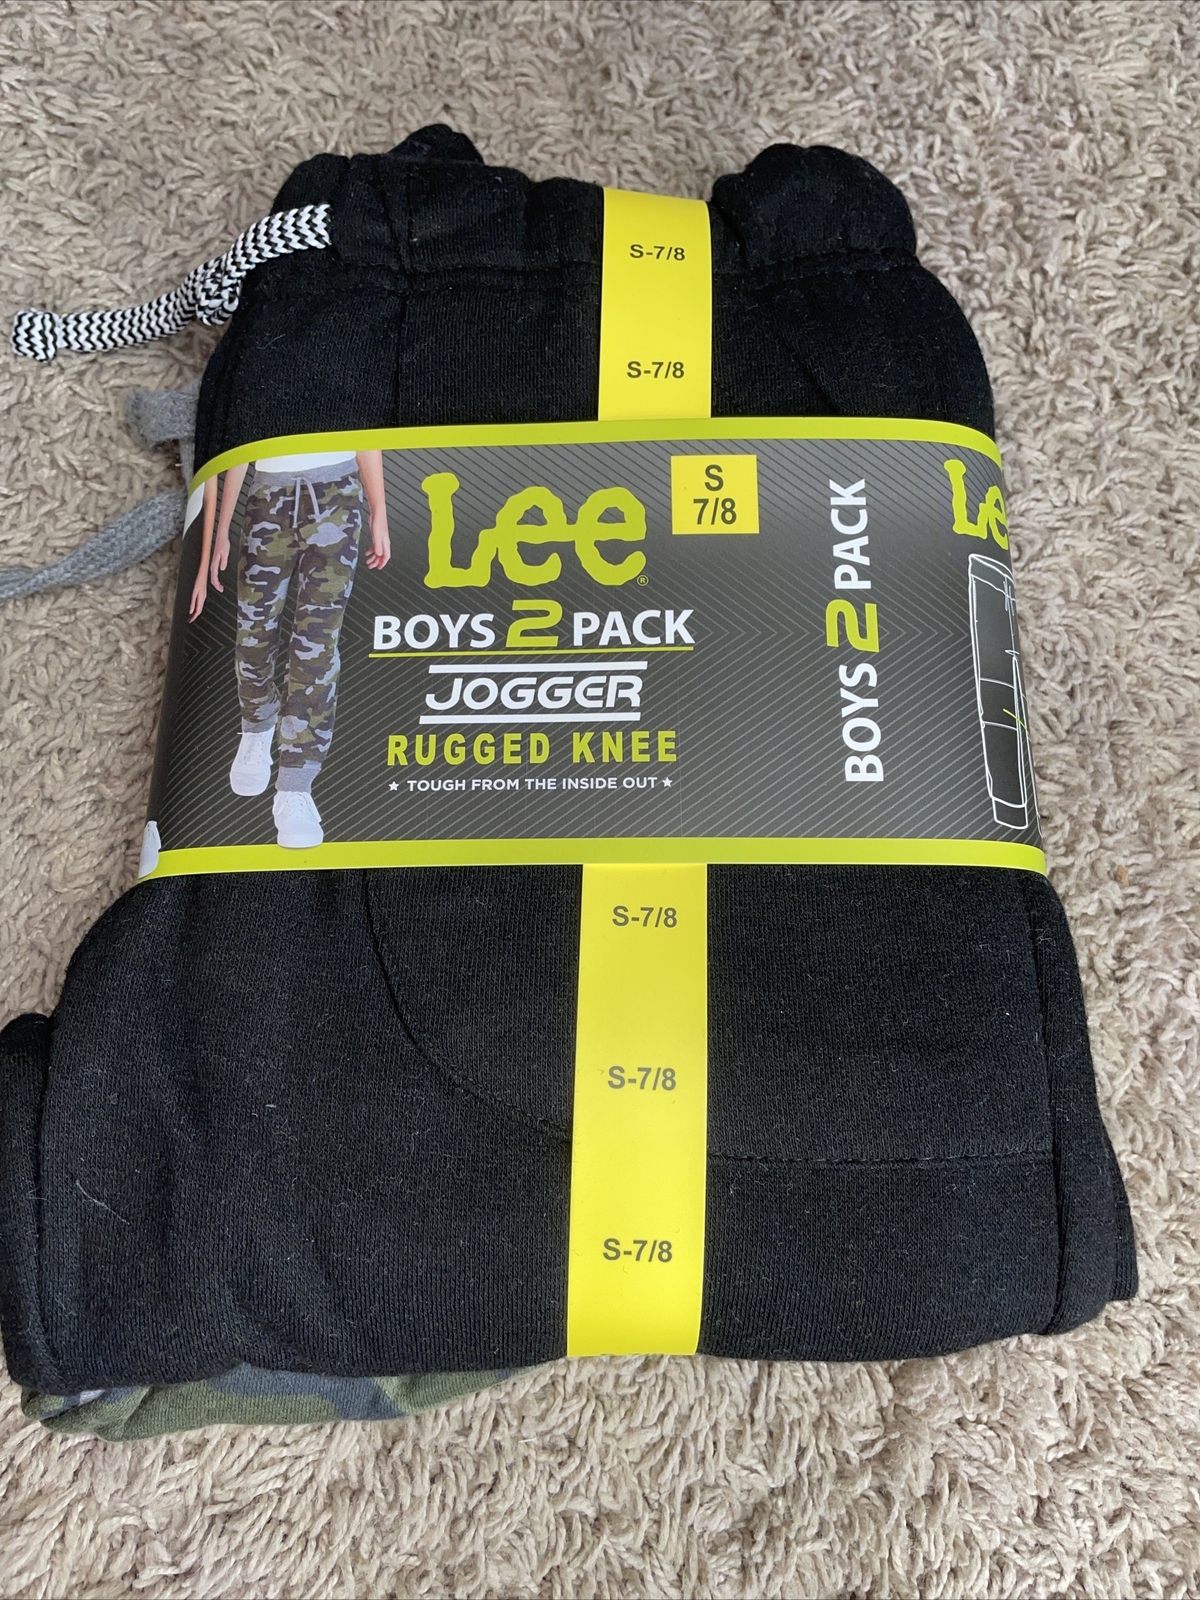 S-7/8
S-7/8
Lee®
S
7/8
BOYS 2 PACK
JOGGER
RUGGED KNEE
★ TOUGH FROM THE INSIDE OUT ★
BOYS 2 PACK
Le
S-7/8
S-7/8
S-7/8